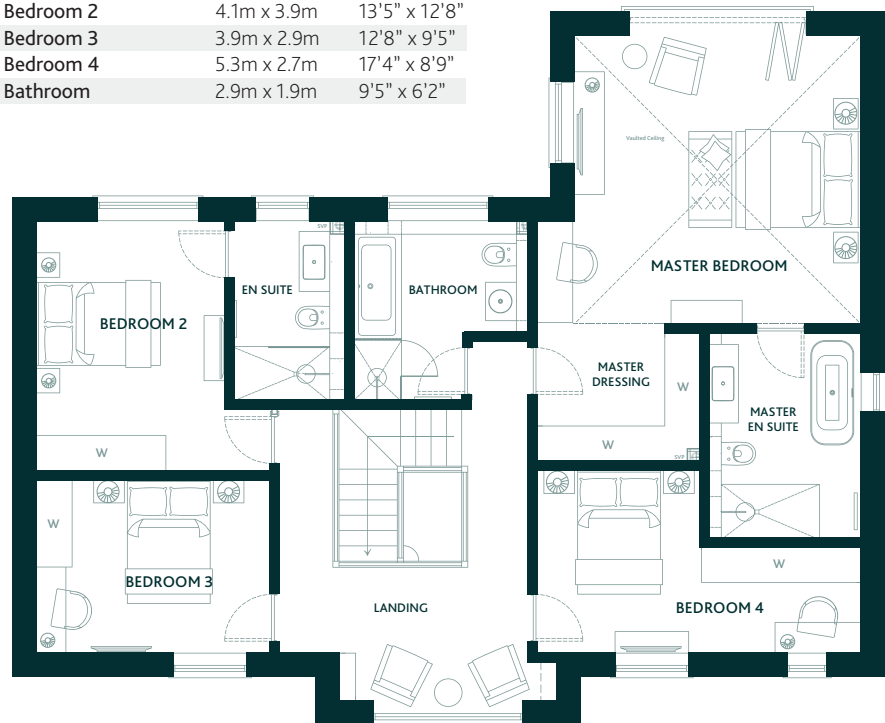 Bedroom 2 4.1m x 3.9m 13'5" x 12'8"
Bedroom 3 3.9m x 2.9m 12'8" x 9'5"
Bedroom 4 5.3m x 2.7m 17'4" x 8'9"
Bathroom 2.9m x 1.9m 9'5" x 6'2"
Vaulted Ceiling
SVP
MASTER BEDROOM
EN SUITE
BATHROOM
BEDROOM 2
MASTER
DRESSING
W
MASTER
EN SUITE
W
W
SVP
W
BEDROOM 3
W
LANDING
BEDROOM 4